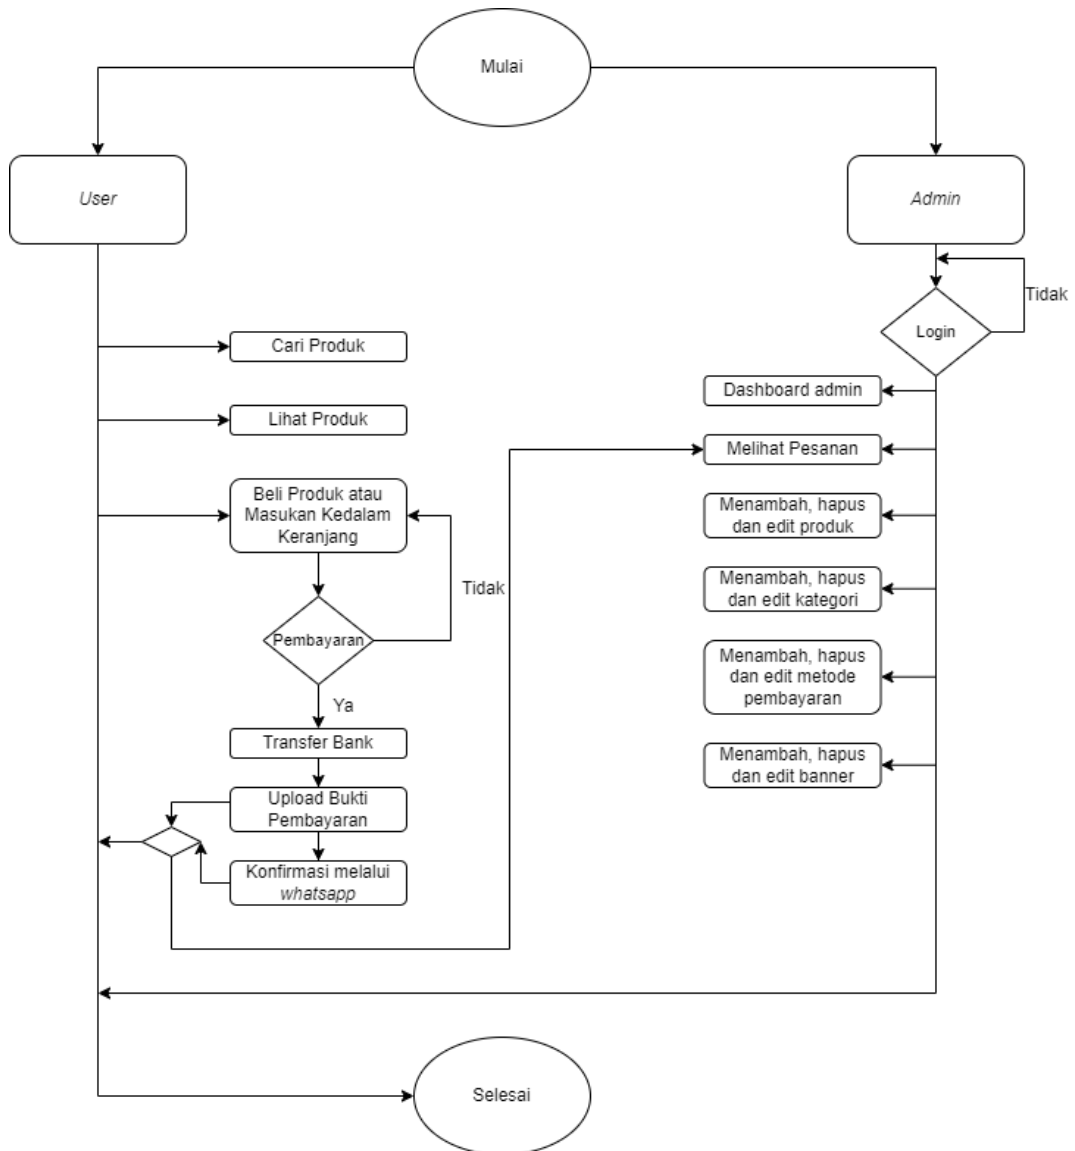 Mulai
User
Admin
Tidak
Login
Cari Produk
Dashboard admin
Lihat Produk
Melihat Pesanan
Beli Produk atau
Masukan Kedalam
Keranjang
Menambah, hapus
dan edit produk
Tidak
Menambah, hapus
dan edit kategori
Pembayaran
Menambah, hapus
dan edit metode
pembayaran
Ya
Transfer Bank
Menambah, hapus
dan edit banner
Upload Bukti
Pembayaran
Konfirmasi melalui
whatsapp
Selesai